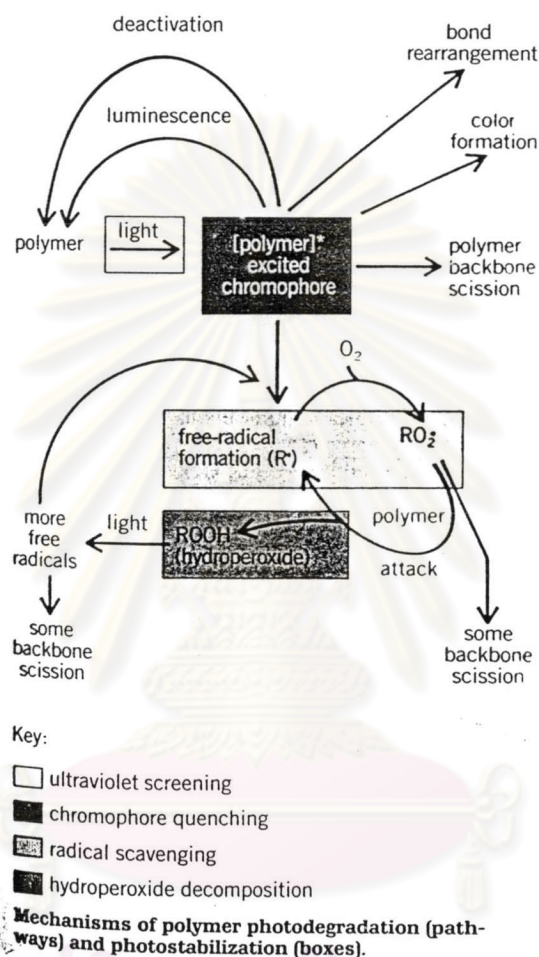 deactivation
bond
rearrangement
luminescence
color
formation
polymer
light
[polymer]*
excited
chromophore
polymer
backbone
scission
O₂
free-radical
formation (R•)
RO₂•
more
free
radicals
light
ROOH
(hydroperoxide)
polymer
attack
some
backbone
scission
some
backbone
scission
Key:
ultraviolet screening
chromophore quenching
radical scavenging
hydroperoxide decomposition
Mechanisms of polymer photodegradation (path-
ways) and photostabilization (boxes).